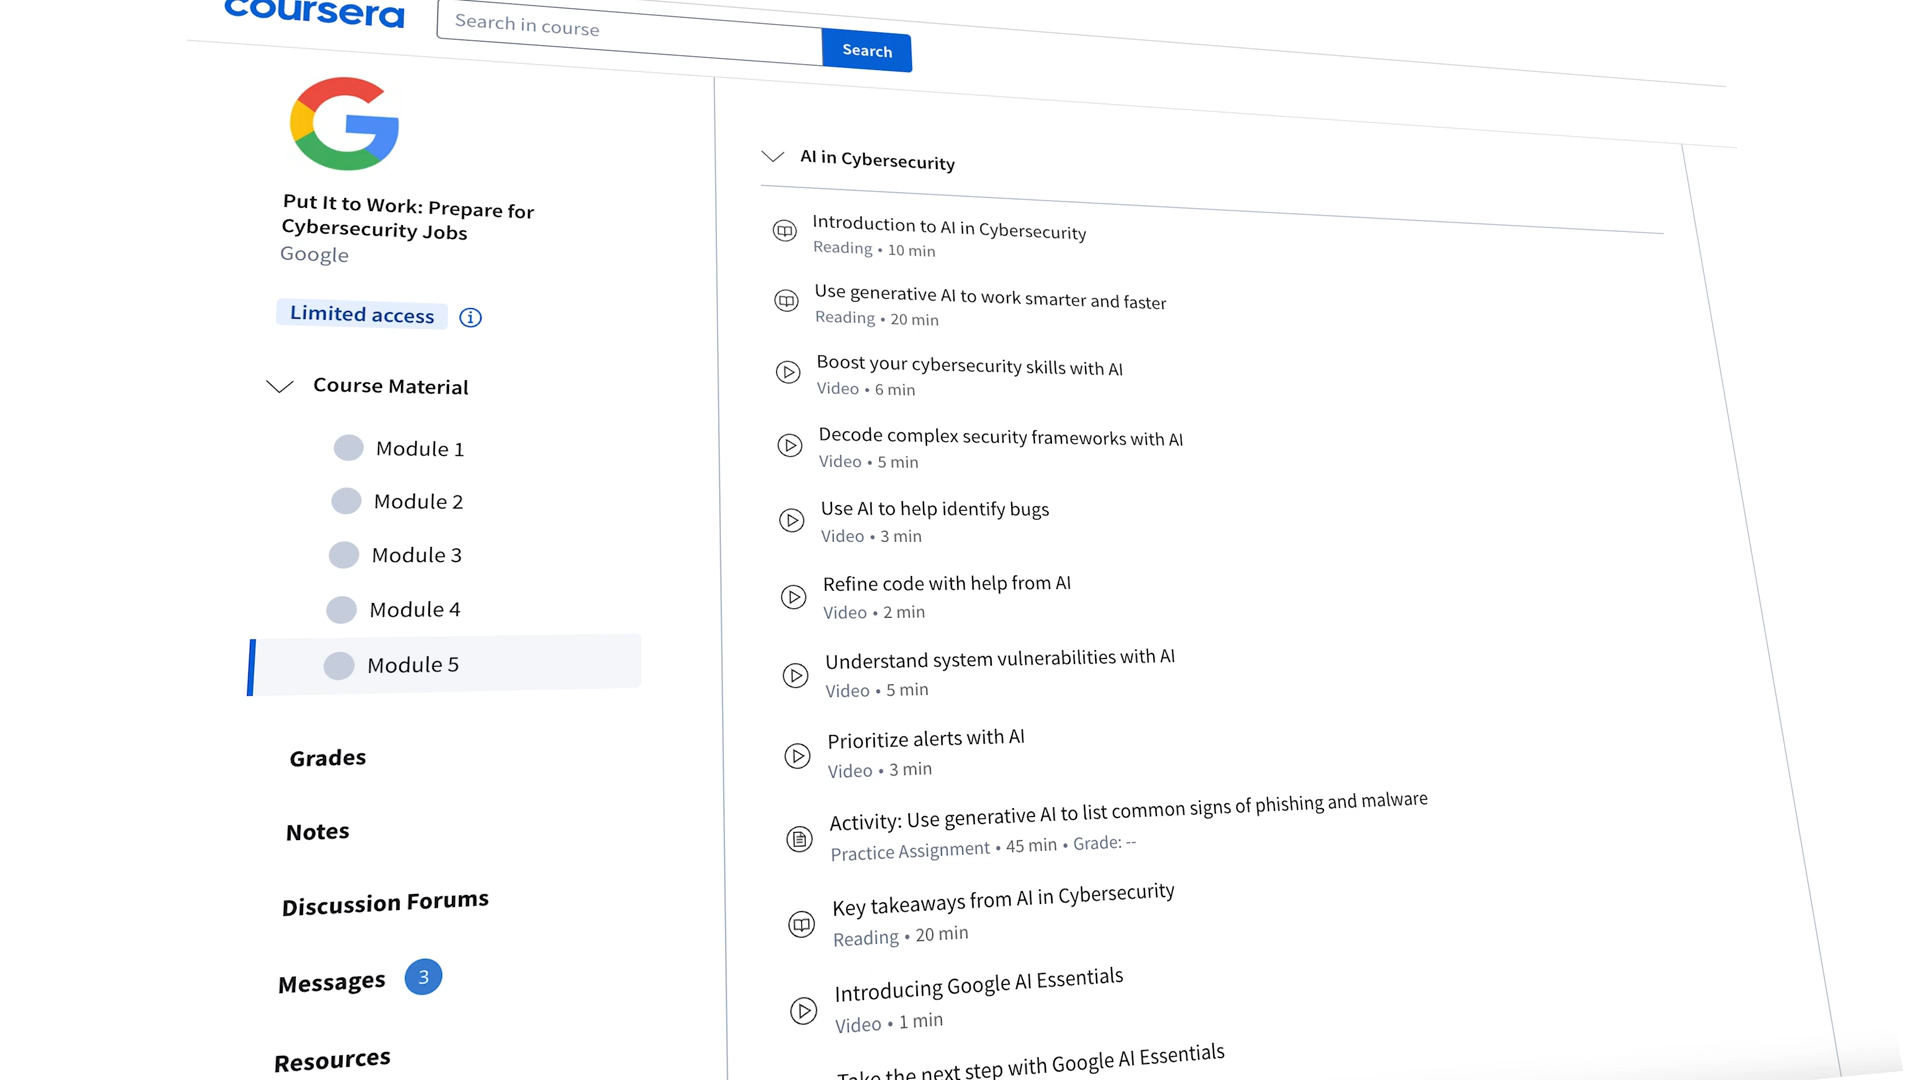 coursera
Search in course
Search
Put It to Work: Prepare for
Cybersecurity Jobs
Google
Limited access
Course Material
Module 1
Module 2
Module 3
Module 4
Module 5
Grades
Notes
Discussion Forums
Messages 3
Resources
AI in Cybersecurity
Introduction to AI in Cybersecurity
Reading • 10 min
Use generative AI to work smarter and faster
Reading • 20 min
Boost your cybersecurity skills with AI
Video • 6 min
Decode complex security frameworks with AI
Video • 5 min
Use AI to help identify bugs
Video • 3 min
Refine code with help from AI
Video • 2 min
Understand system vulnerabilities with AI
Video • 5 min
Prioritize alerts with AI
Video • 3 min
Activity: Use generative AI to list common signs of phishing and malware
Practice Assignment • 45 min • Grade: --
Key takeaways from AI in Cybersecurity
Reading • 20 min
Introducing Google AI Essentials
Video • 1 min
Take the next step with Google AI Essentials